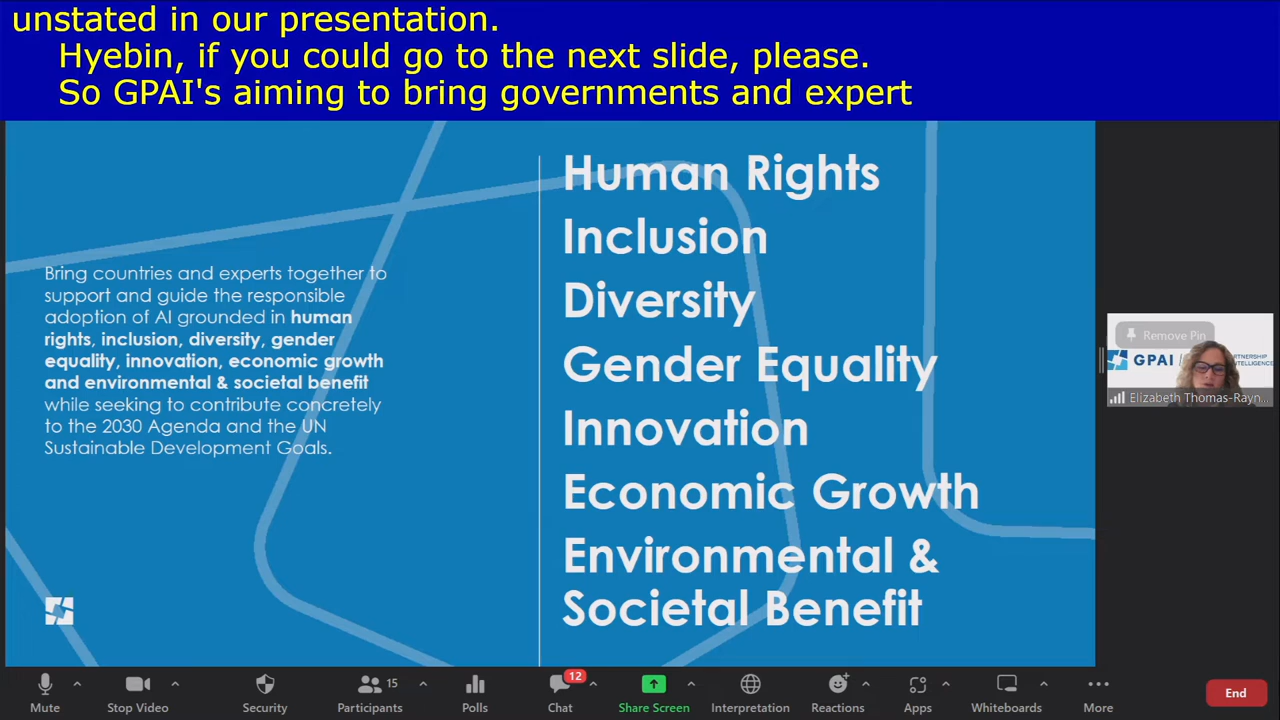 unstated in our presentation.
Hyebin, if you could go to the next slide, please.
So GPAI's aiming to bring governments and expert
Bring countries and experts together to
support and guide the responsible
adoption of AI grounded in human
rights, inclusion, diversity, gender
equality, innovation, economic growth
and environmental & societal benefit
while seeking to contribute concretely
to the 2030 Agenda and the UN
Sustainable Development Goals.
Human Rights
Inclusion
Diversity
Gender Equality
Innovation
Economic Growth
Environmental &
Societal Benefit
Remove Pin
GPAI
Elizabeth Thomas-Rayn...
Mute
Stop Video
Security
15
Participants
Polls
12
Chat
Share Screen
Interpretation
Reactions
Apps
Whiteboards
More
End